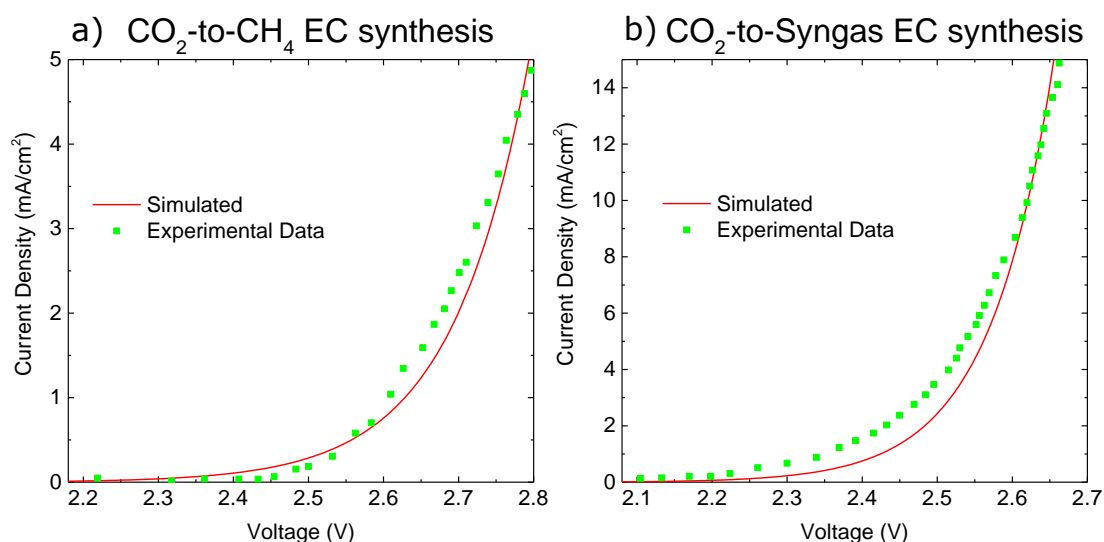 a) CO₂-to-CH₄ EC synthesis
5
4
3
2
1
0
Current Density (mA/cm²)
Simulated
Experimental Data
2.2 2.3 2.4 2.5 2.6 2.7 2.8
Voltage (V)
b) CO₂-to-Syngas EC synthesis
14
12
10
8
6
4
2
0
Current Density (mA/cm²)
Simulated
Experimental Data
2.1 2.2 2.3 2.4 2.5 2.6 2.7
Voltage (V)